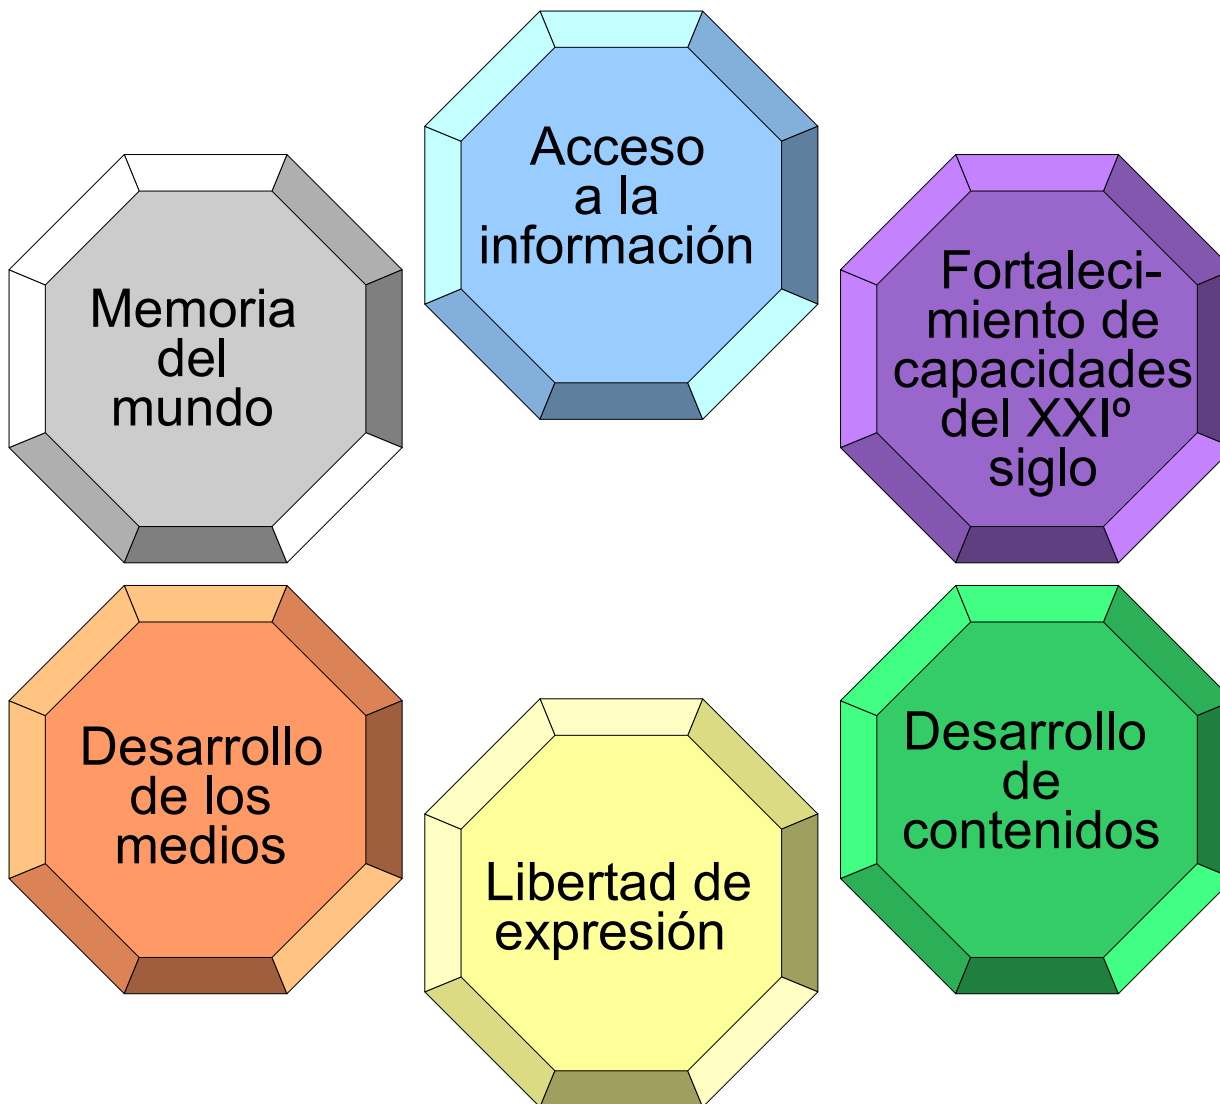 Acceso
a la
información
Memoria
del
mundo
Fortaleci-
miento de
capacidades
del XXIº
siglo
Desarrollo
de los
medios
Libertad de
expresión
Desarrollo
de
contenidos